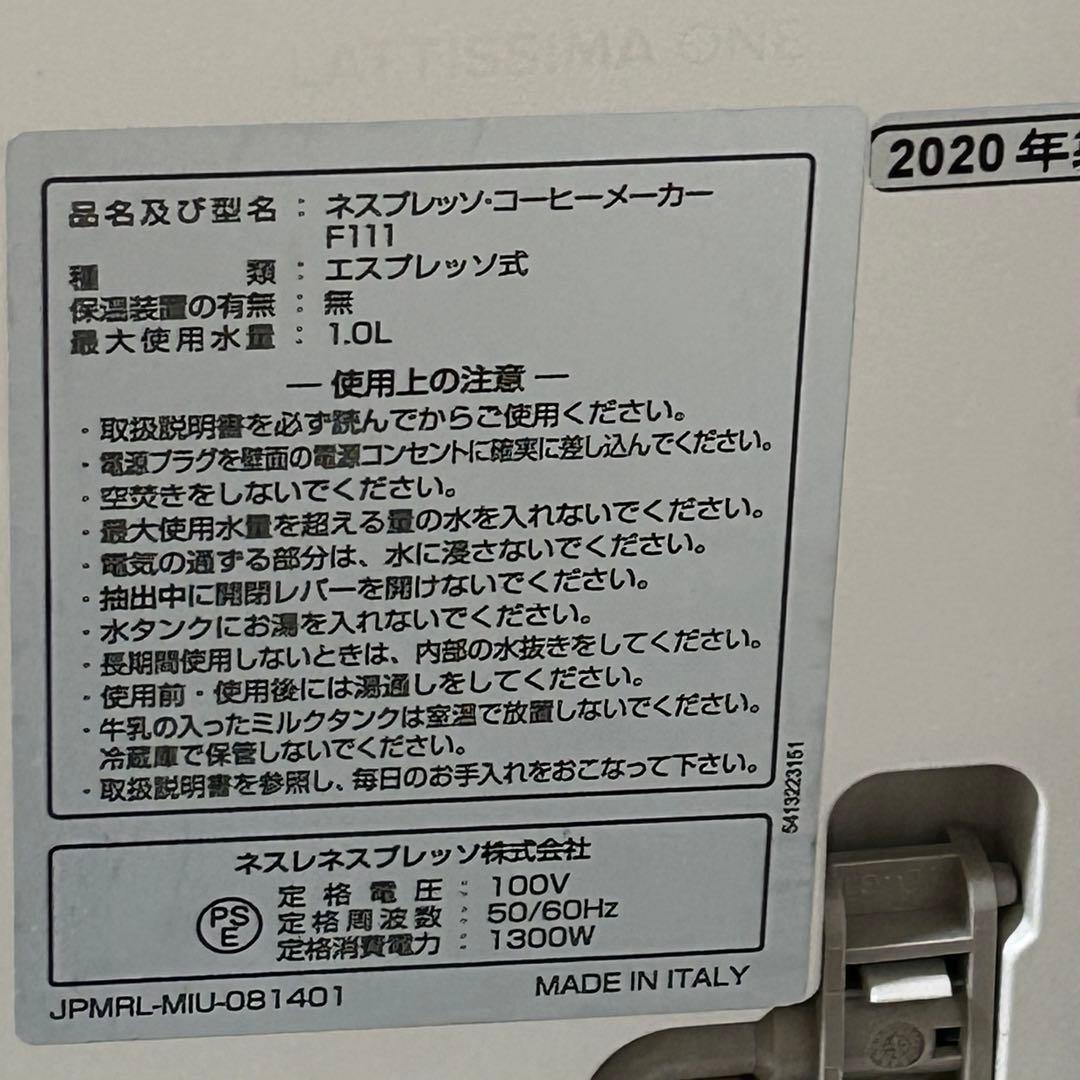 LATTISSIMA ONE
2020 年
品名及び型名 : ネスプレッソ・コーヒーメーカー
F111
種類 : エスプレッソ式
保温装置の有無 : 無
最大使用水量 : 1.0L
— 使用上の注意 —
・取扱説明書を必ず読んでからご使用ください。
・電源プラグを壁面の電源コンセントに確実に差し込んでください。
・空焚きをしないでください。
・最大使用水量を超える量の水を入れないでください。
・電気の通ずる部分は、水に浸さないでください。
・抽出中に開閉レバーを開けないでください。
・水タンクにお湯を入れないでください。
・長期間使用しないときは、内部の水抜きをしてください。
・使用前・使用後には湯通しをしてください。
・牛乳の入ったミルクタンクは室温で放置しないでください。
冷蔵庫で保管しないでください。
・取扱説明書を参照し、毎日のお手入れをおこなって下さい。
5413223151
ネスレネスプレッソ株式会社
PS
E
定格電圧 : 100V
定格周波数 : 50/60Hz
定格消費電力 : 1300W
JPMRL-MIU-081401
MADE IN ITALY